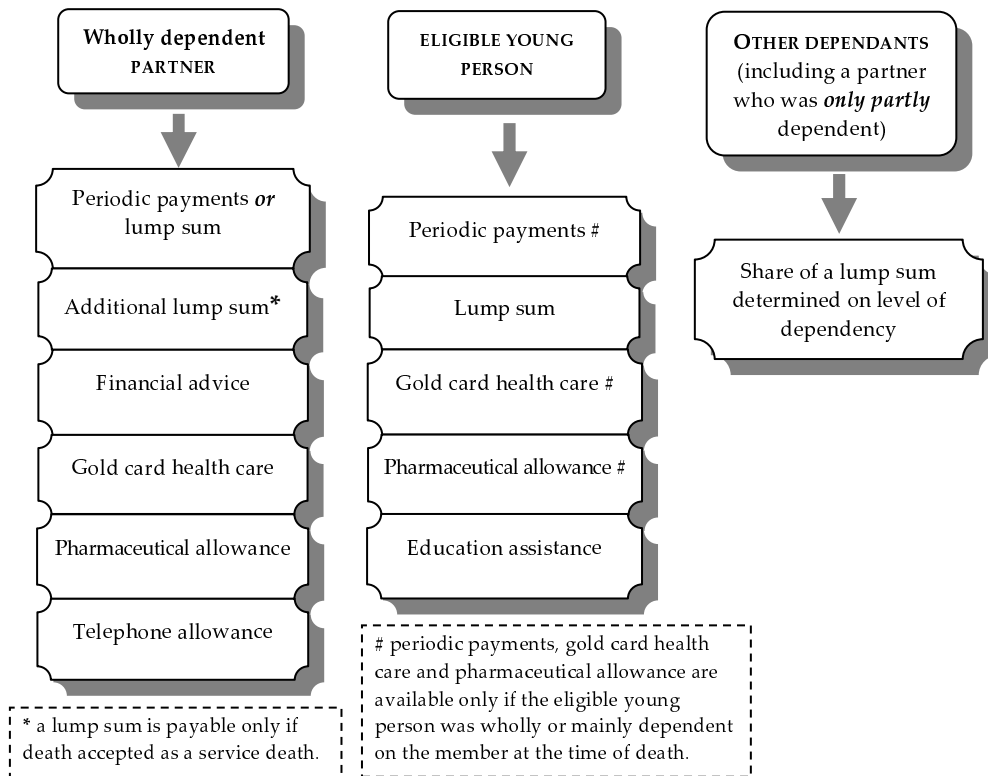 Wholly dependent
PARTNER
Periodic payments or
lump sum
Additional lump sum*
Financial advice
Gold card health care
Pharmaceutical allowance
Telephone allowance
* a lump sum is payable only if
death accepted as a service death.
ELIGIBLE YOUNG
PERSON
Periodic payments #
Lump sum
Gold card health care #
Pharmaceutical allowance #
Education assistance
# periodic payments, gold card health
care and pharmaceutical allowance are
available only if the eligible young
person was wholly or mainly dependent
on the member at the time of death.
OTHER DEPENDANTS
(including a partner
who was only partly
dependent)
Share of a lump sum
determined on level of
dependency